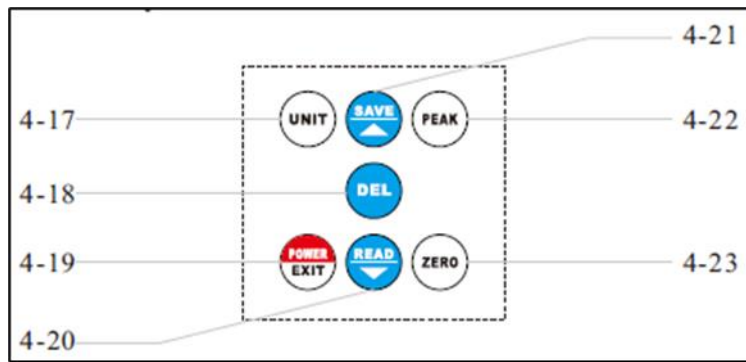 4-21
4-17
UNIT
SAVE
PEAK
4-22
4-18
DEL
4-19
POWER
EXIT
READ
ZERO
4-23
4-20